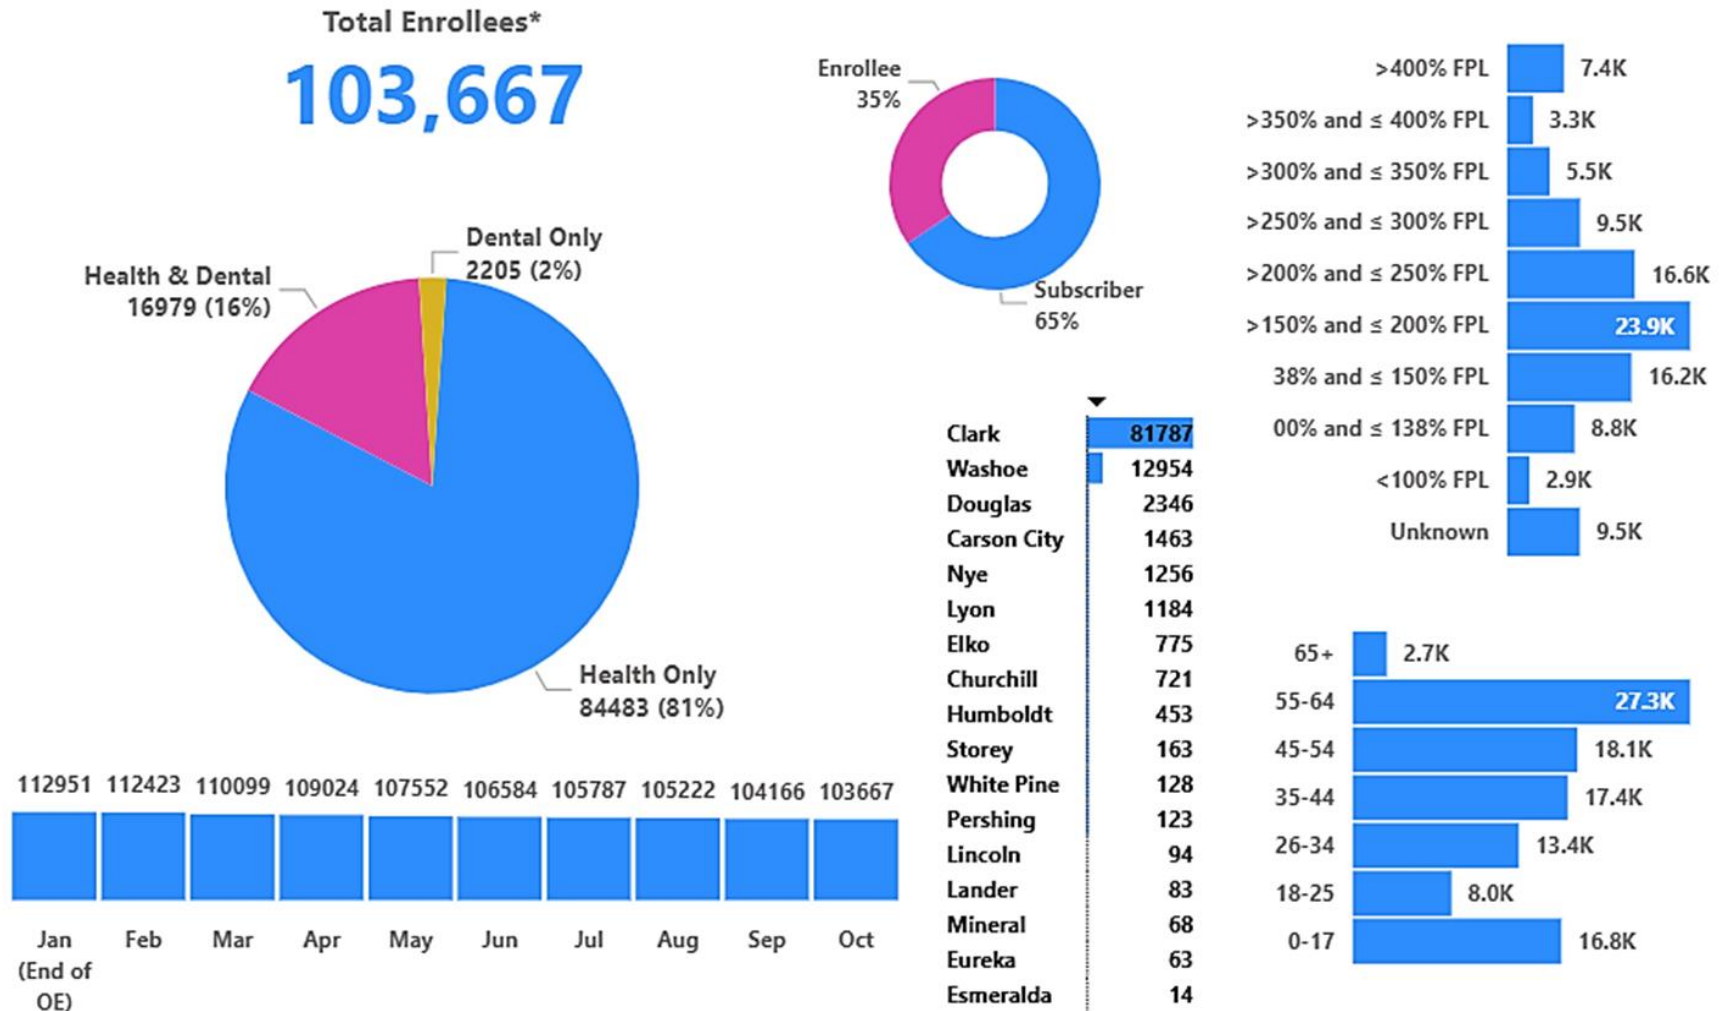 Total Enrollees*
103,667
Dental Only
2205 (2%)
Health & Dental
16979 (16%)
Health Only
84483 (81%)
112951 112423 110099 109024 107552 106584 105787 105222 104166 103667
Jan Feb Mar Apr May Jun Jul Aug Sep Oct
(End of
OE)
Enrollee
35%
Subscriber
65%
Clark 81787
Washoe 12954
Douglas 2346
Carson City 1463
Nye 1256
Lyon 1184
Elko 775
Churchill 721
Humboldt 453
Storey 163
White Pine 128
Pershing 123
Lincoln 94
Lander 83
Mineral 68
Eureka 63
Esmeralda 14
>400% FPL 7.4K
>350% and ≤ 400% FPL 3.3K
>300% and ≤ 350% FPL 5.5K
>250% and ≤ 300% FPL 9.5K
>200% and ≤ 250% FPL 16.6K
>150% and ≤ 200% FPL 23.9K
38% and ≤ 150% FPL 16.2K
00% and ≤ 138% FPL 8.8K
<100% FPL 2.9K
Unknown 9.5K
65+ 2.7K
55-64 27.3K
45-54 18.1K
35-44 17.4K
26-34 13.4K
18-25 8.0K
0-17 16.8K